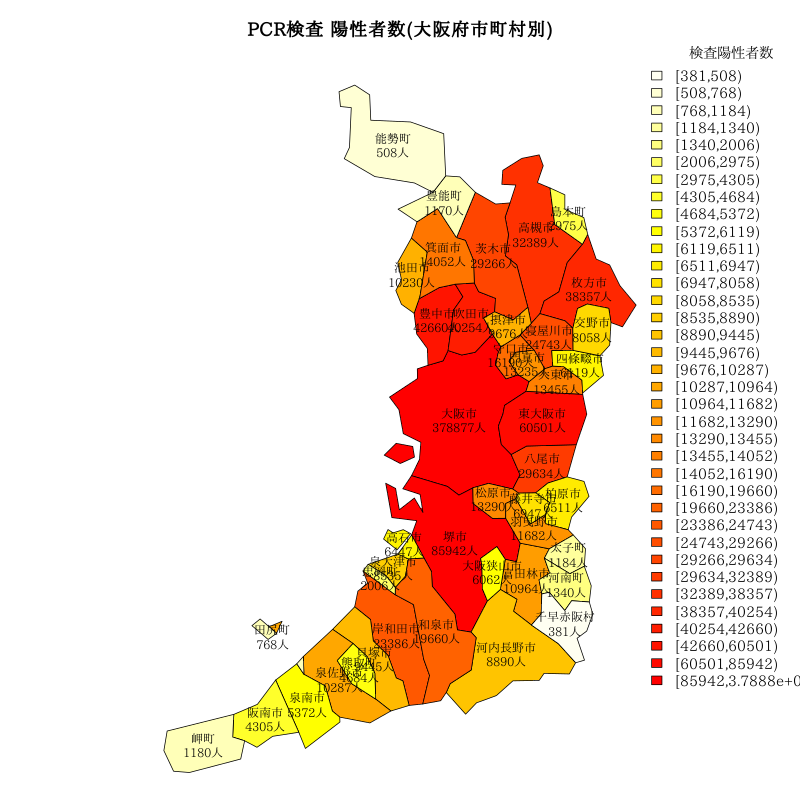 PCR検査 陽性者数(大阪府市町村別)
検査陽性者数
[381,508)
[508,768)
[768,1184)
[1184,1340)
[1340,2006)
[2006,2975)
[2975,4305)
[4305,4684)
[4684,5372)
[5372,6119)
[6119,6511)
[6511,6947)
[6947,8058)
[8058,8535)
[8535,8890)
[8890,9445)
[9445,9676)
[9676,10287)
[10287,10964)
[10964,11682)
[11682,13290)
[13290,13455)
[13455,14052)
[14052,16190)
[16190,19660)
[19660,23386)
[23386,24743)
[24743,29266)
[29266,29634)
[29634,32389)
[32389,38357)
[38357,40254)
[40254,42660)
[42660,60501)
[60501,85942)
[85942,3.7888e+0
能勢町
508人
豊能町
1170人
島本町
2975人
高槻市
32389人
茨木市
29266人
箕面市
14052人
池田市
10230人
枚方市
38357人
豊中市
42660人
吹田市
40254人
摂津市
9676人
交野市
8058人
寝屋川市
24743人
守口市
16190人
門真市
13235人
四條畷市
6119人
大東市
13455人
大阪市
378877人
東大阪市
60501人
八尾市
29634人
松原市
13290人
藤井寺市
6947人
柏原市
6511人
羽曳野市
11682人
堺市
85942人
高石市
6447人
太子町
1184人
泉大津市
8535人
忠岡町
2006人
大阪狭山市
6062人
富田林市
10964人
河南町
1340人
千早赤阪村
381人
田尻町
768人
岸和田市
23386人
和泉市
19660人
河内長野市
8890人
貝塚市
9445人
熊取町
4684人
泉佐野市
10287人
泉南市
5372人
阪南市
4305人
岬町
1180人